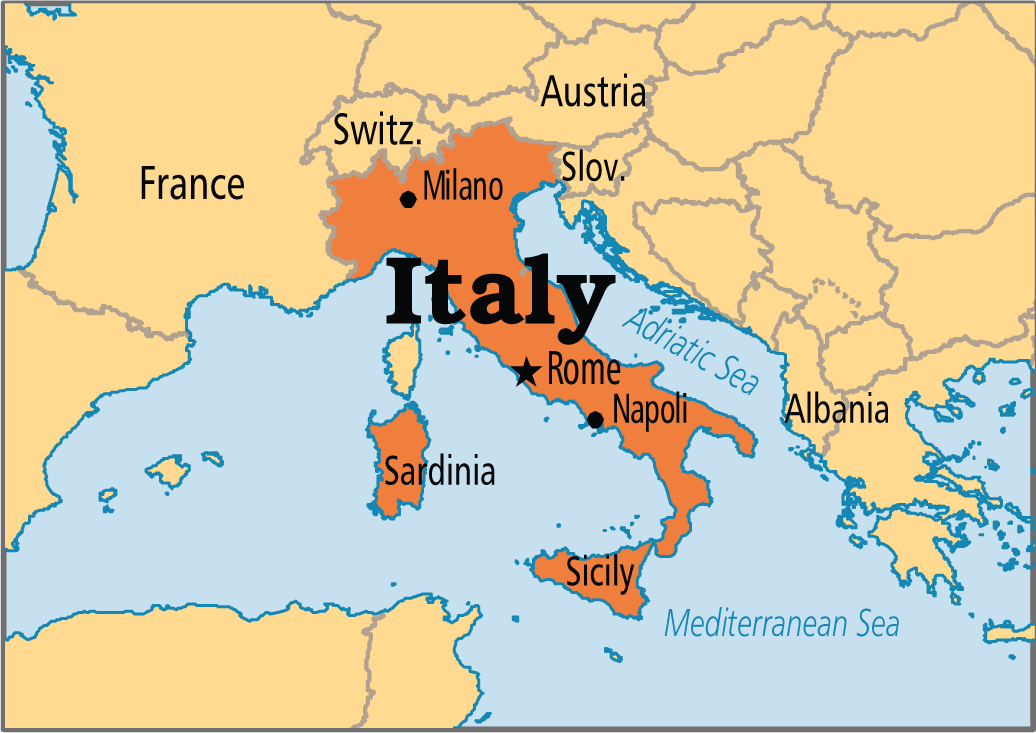 Austria
Switz.
Slov.
France
Milano
Italy
Adriatic Sea
Rome
Napoli
Albania
Sardinia
Sicily
Mediterranean Sea